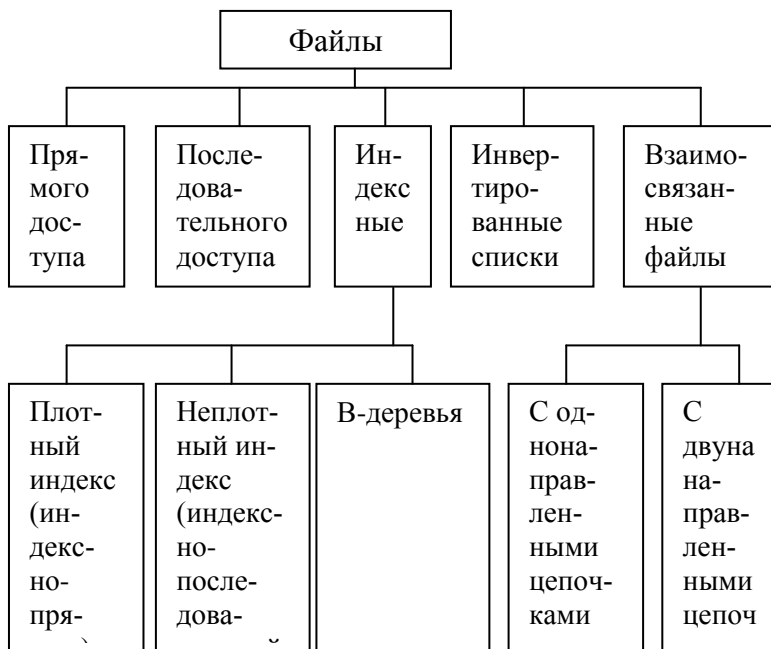 Файлы
Пря-
мого
дос-
тупа
После-
дова-
тельного
доступа
Ин-
декс
ные
Инвер-
тиро-
ванные
списки
Взаимо-
связан-
ные
файлы
Плот-
ный
индекс
(ин-
декс-
но-
пря-
Неплот-
ный ин-
декс
(индекс-
но-
после-
дова-
В-деревья
С од-
нона-
прав-
лен-
ными
цепоч-
ками
С
двуна
на-
прав-
лен-
ными
цепоч